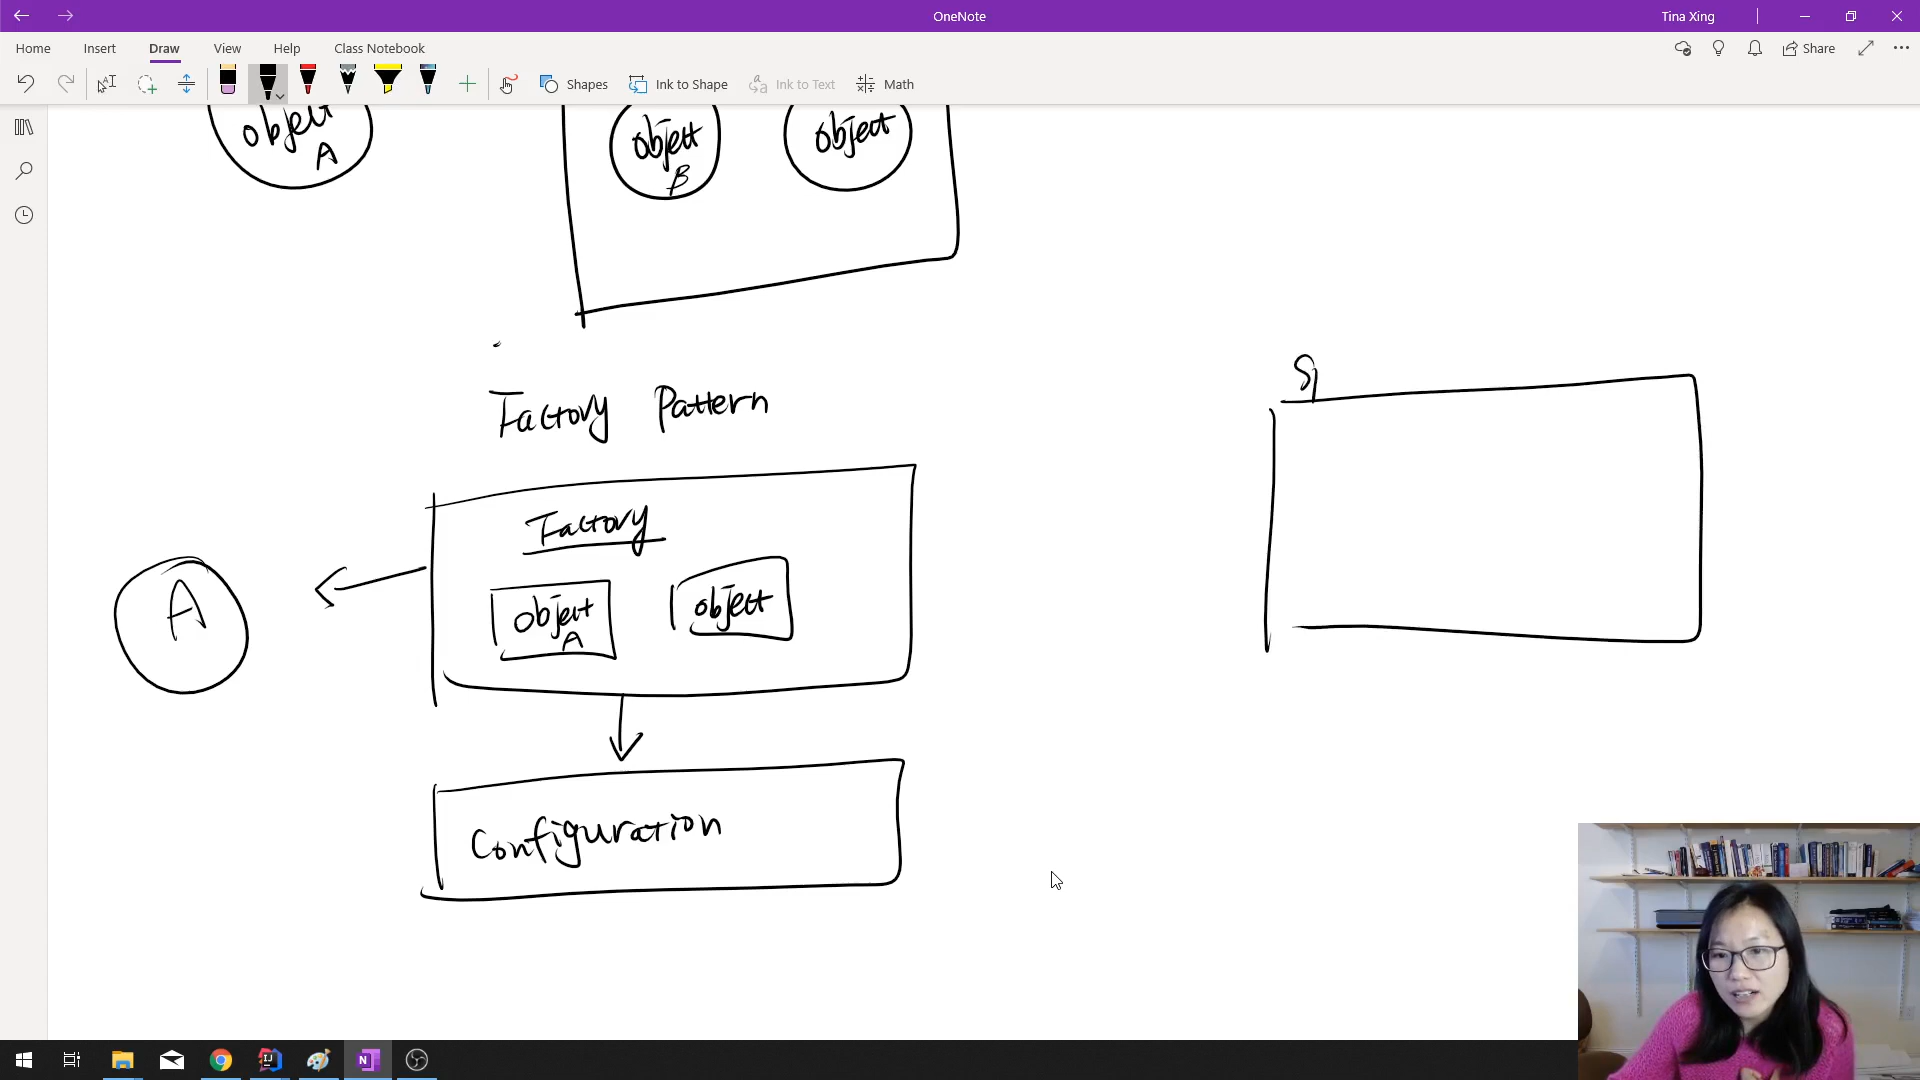 OneNote
Tina Xing
Home Insert Draw View Help Class Notebook
Share
Shapes Ink to Shape Ink to Text Math
object
A
object
B
object
Factory Pattern
Factory
object
A
object
A
Configuration